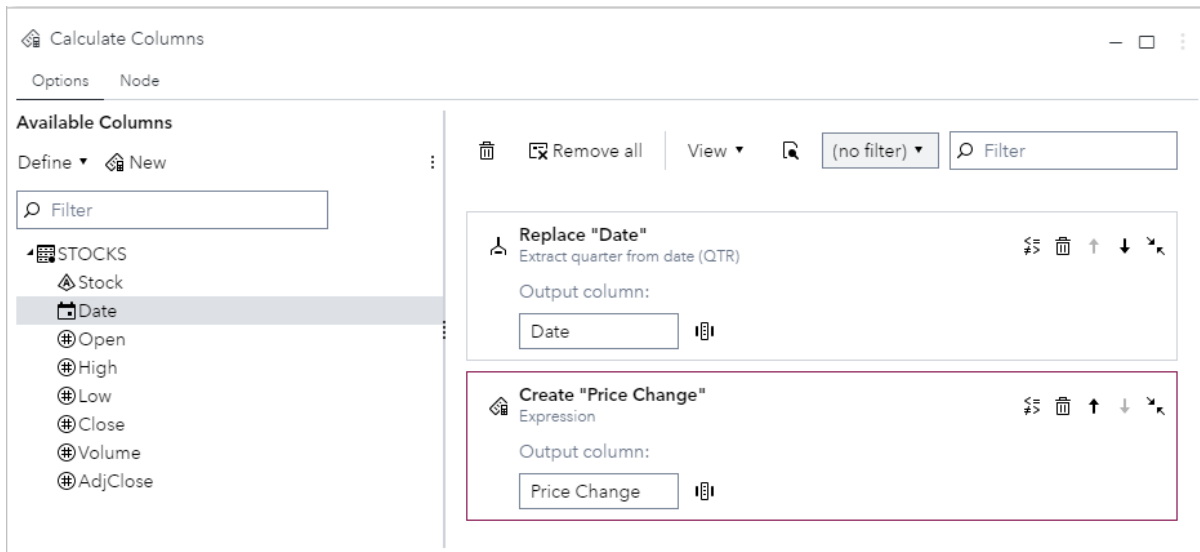 Calculate Columns
Options Node
Available Columns
Define New
Filter
STOCKS
Stock
Date
Open
High
Low
Close
Volume
AdjClose
Remove all View (no filter) Filter
Replace "Date"
Extract quarter from date (QTR)
Output column:
Date
Create "Price Change"
Expression
Output column:
Price Change